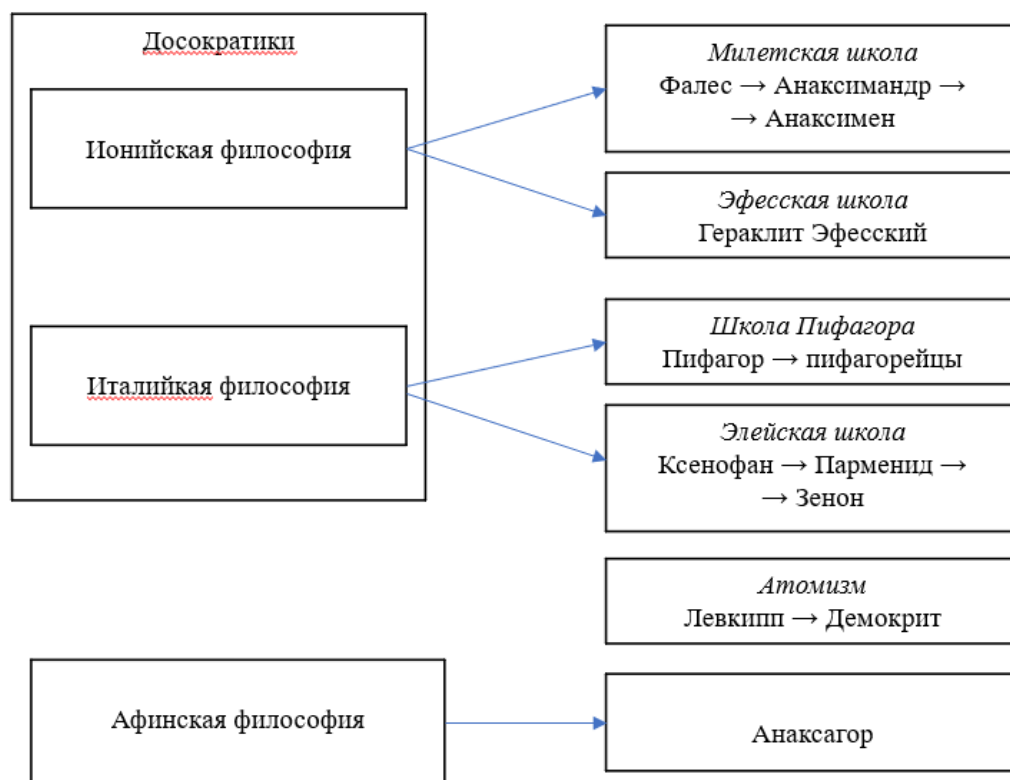 Досократики
Ионийская философия
Милетская школа
Фалес → Анаксимандр →
→ Анаксимен
Эфесская школа
Гераклит Эфесский
Италийкая философия
Школа Пифагора
Пифагор → пифагорейцы
Элейская школа
Ксенофан → Парменид →
→ Зенон
Атомизм
Левкипп → Демокрит
Афинская философия
Анаксагор